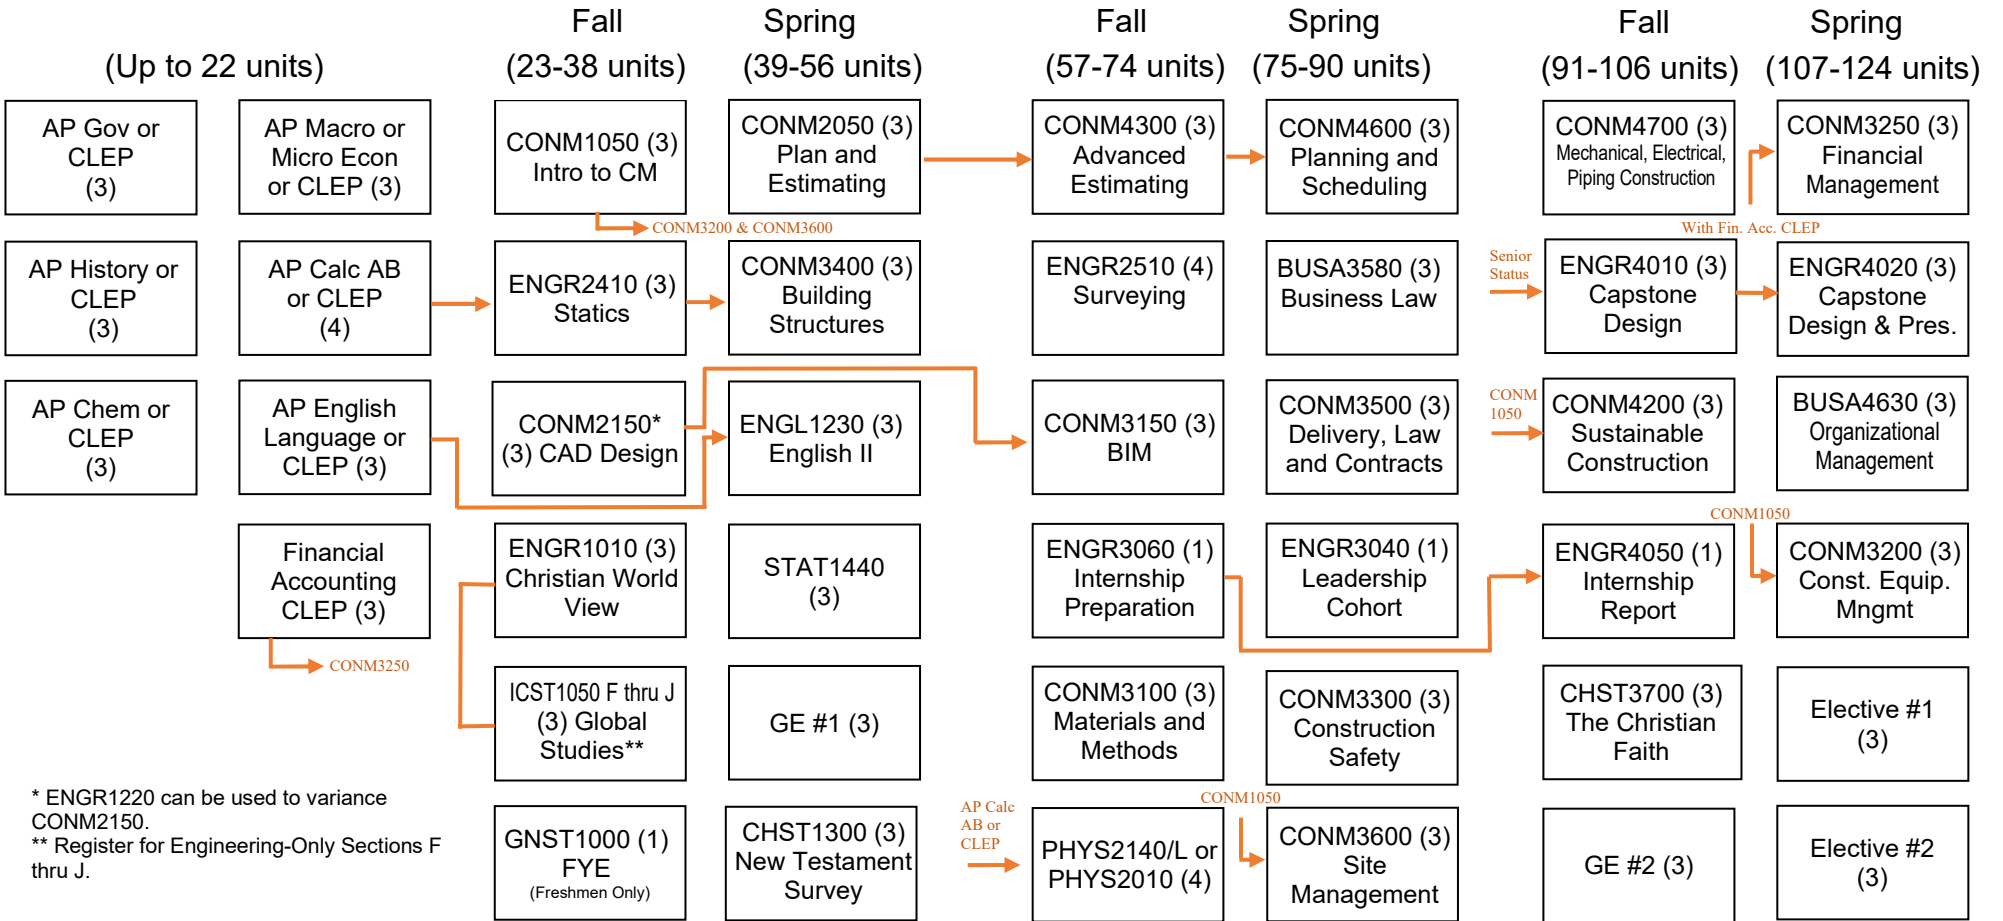 Fall
Spring
Fall
Spring
Fall
Spring
(Up to 22 units)
(23-38 units)
(39-56 units)
(57-74 units)
(75-90 units)
(91-106 units)
(107-124 units)
AP Gov or
CLEP
(3)
AP Macro or
Micro Econ
or CLEP (3)
CONM1050 (3)
Intro to CM
CONM2050 (3)
Plan and
Estimating
CONM4300 (3)
Advanced
Estimating
CONM4600 (3)
Planning and
Scheduling
CONM4700 (3)
Mechanical, Electrical,
Piping Construction
CONM3250 (3)
Financial
Management
CONM3200 & CONM3600
With Fin. Acc. CLEP
AP History or
CLEP
(3)
AP Calc AB
or CLEP
(4)
ENGR2410 (3)
Statics
CONM3400 (3)
Building
Structures
ENGR2510 (4)
Surveying
BUSA3580 (3)
Business Law
Senior
Status
ENGR4010 (3)
Capstone
Design
ENGR4020 (3)
Capstone
Design & Pres.
AP Chem or
CLEP
(3)
AP English
Language or
CLEP (3)
CONM2150*
(3) CAD Design
ENGL1230 (3)
English II
CONM3150 (3)
BIM
CONM3500 (3)
Delivery, Law
and Contracts
CONM
1050
CONM4200 (3)
Sustainable
Construction
BUSA4630 (3)
Organizational
Management
CONM1050
Financial
Accounting
CLEP (3)
ENGR1010 (3)
Christian World
View
STAT1440
(3)
ENGR3060 (1)
Internship
Preparation
ENGR3040 (1)
Leadership
Cohort
ENGR4050 (1)
Internship
Report
CONM3200 (3)
Const. Equip.
Mngmt
CONM3250
ICST1050 F thru J
(3) Global
Studies**
GE #1 (3)
CONM3100 (3)
Materials and
Methods
CONM3300 (3)
Construction
Safety
CHST3700 (3)
The Christian
Faith
Elective #1
(3)
* ENGR1220 can be used to variance
CONM2150.
** Register for Engineering-Only Sections F
thru J.
GNST1000 (1)
FYE
(Freshmen Only)
CHST1300 (3)
New Testament
Survey
AP Calc
AB or
CLEP
PHYS2140/L or
PHYS2010 (4)
CONM1050
CONM3600 (3)
Site
Management
GE #2 (3)
Elective #2
(3)